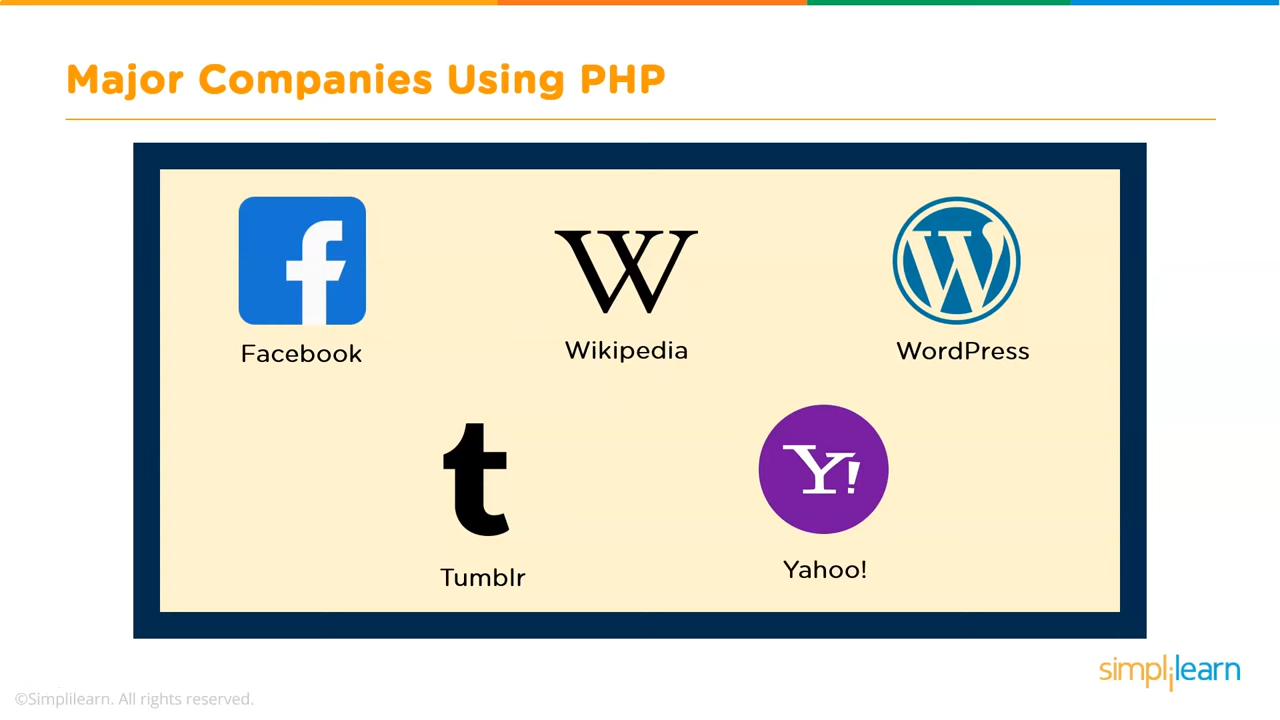 Major Companies Using PHP
Facebook
Wikipedia
WordPress
Tumblr
Yahoo!
simplilearn
©Simplilearn. All rights reserved.